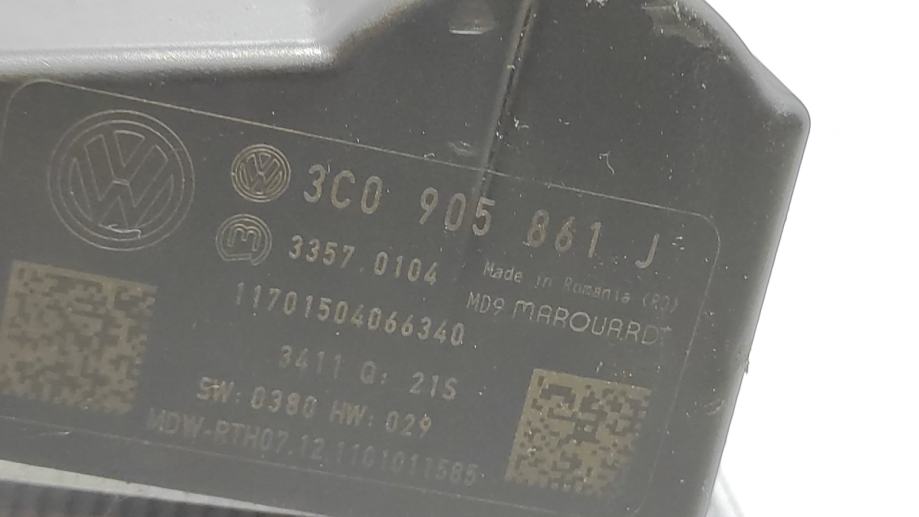 3C0 905 861 J
3357.0104
Made in Romania (RO)
11701504066340
MD9 MARQUARDT
3411 Q: 21S
SW: 0380 HW: 029
MDW-RTH07.12.1101011585